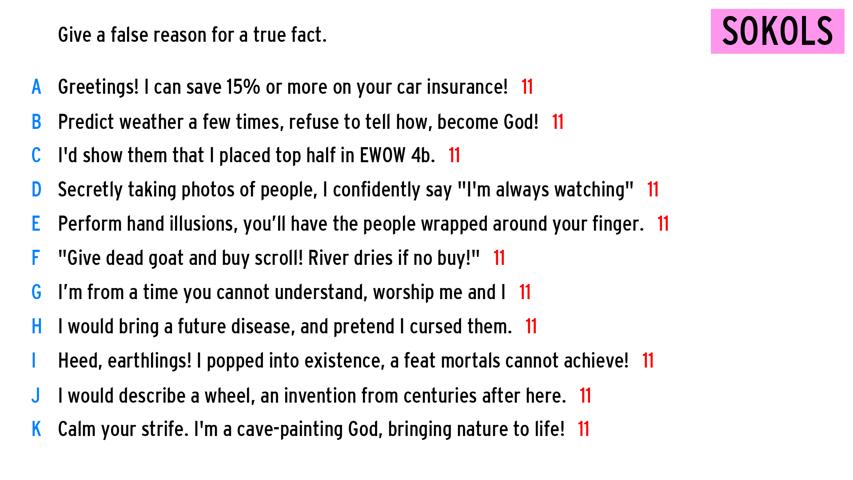 Give a false reason for a true fact.
SOKOLS
A Greetings! I can save 15% or more on your car insurance! 11
B Predict weather a few times, refuse to tell how, become God! 11
C I'd show them that I placed top half in EWOW 4b. 11
D Secretly taking photos of people, I confidently say "I'm always watching" 11
E Perform hand illusions, you’ll have the people wrapped around your finger. 11
F "Give dead goat and buy scroll! River dries if no buy!" 11
G I’m from a time you cannot understand, worship me and I 11
H I would bring a future disease, and pretend I cursed them. 11
I Heed, earthlings! I popped into existence, a feat mortals cannot achieve! 11
J I would describe a wheel, an invention from centuries after here. 11
K Calm your strife. I'm a cave-painting God, bringing nature to life! 11